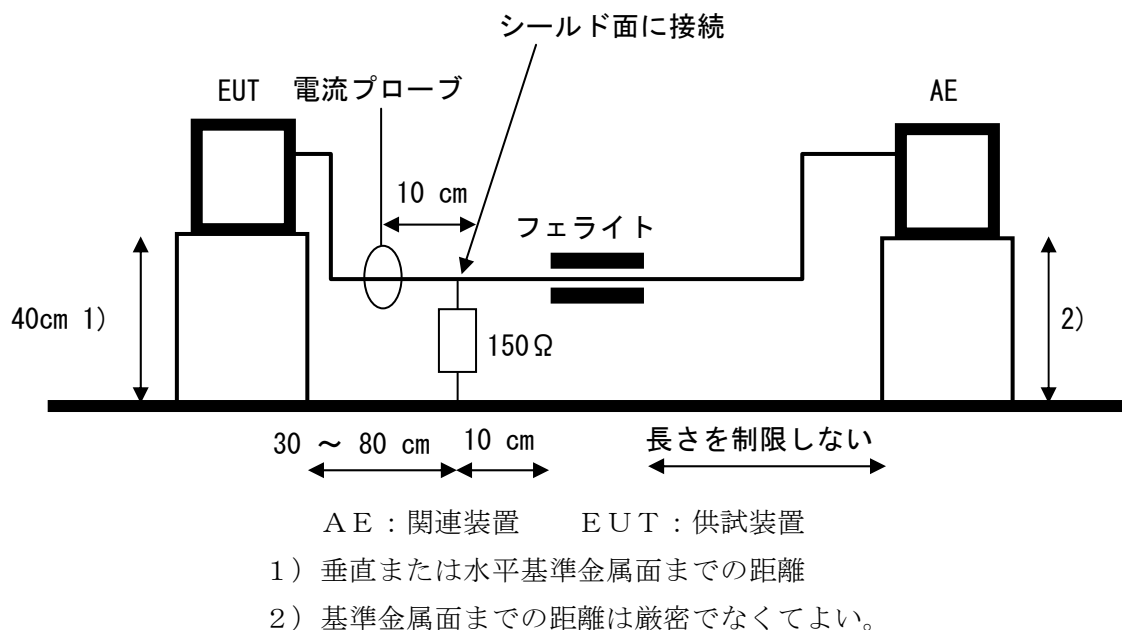 シールド面に接続
EUT
電流プローブ
AE
10 cm
フェライト
40cm 1)
150Ω
2)
30 ～ 80 cm
10 cm
長さを制限しない
ＡＥ：関連装置　　ＥＵＴ：供試装置
１）垂直または水平基準金属面までの距離
２）基準金属面までの距離は厳密でなくてよい。